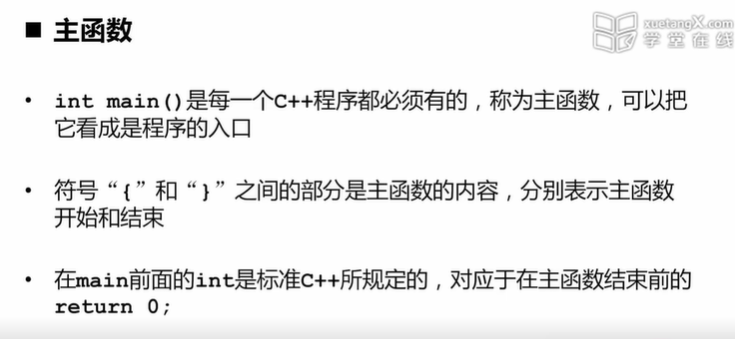 ■ 主函数
xuetangX.com
学堂在线
• int main()是每一个C++程序都必须有的，称为主函数，可以把
它看成是程序的入口
• 符号“{”和“}”之间的部分是主函数的内容，分别表示主函数
开始和结束
• 在main前面的int是标准C++所规定的，对应于在主函数结束前的
return 0;